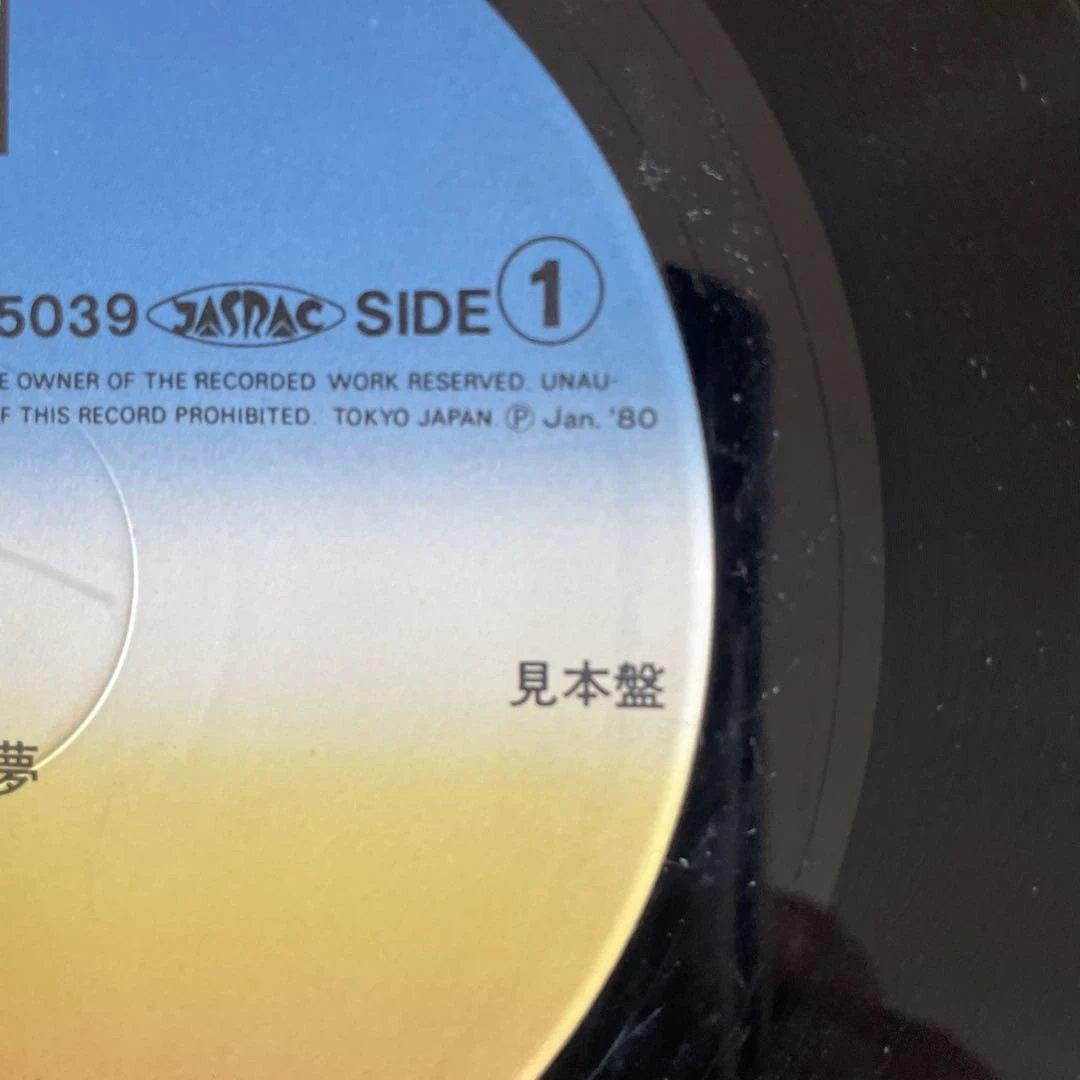 5039 JASRAC SIDE 1
E OWNER OF THE RECORDED WORK RESERVED. UNAU-
F THIS RECORD PROHIBITED. TOKYO JAPAN. Ⓟ Jan. '80
見本盤
夢